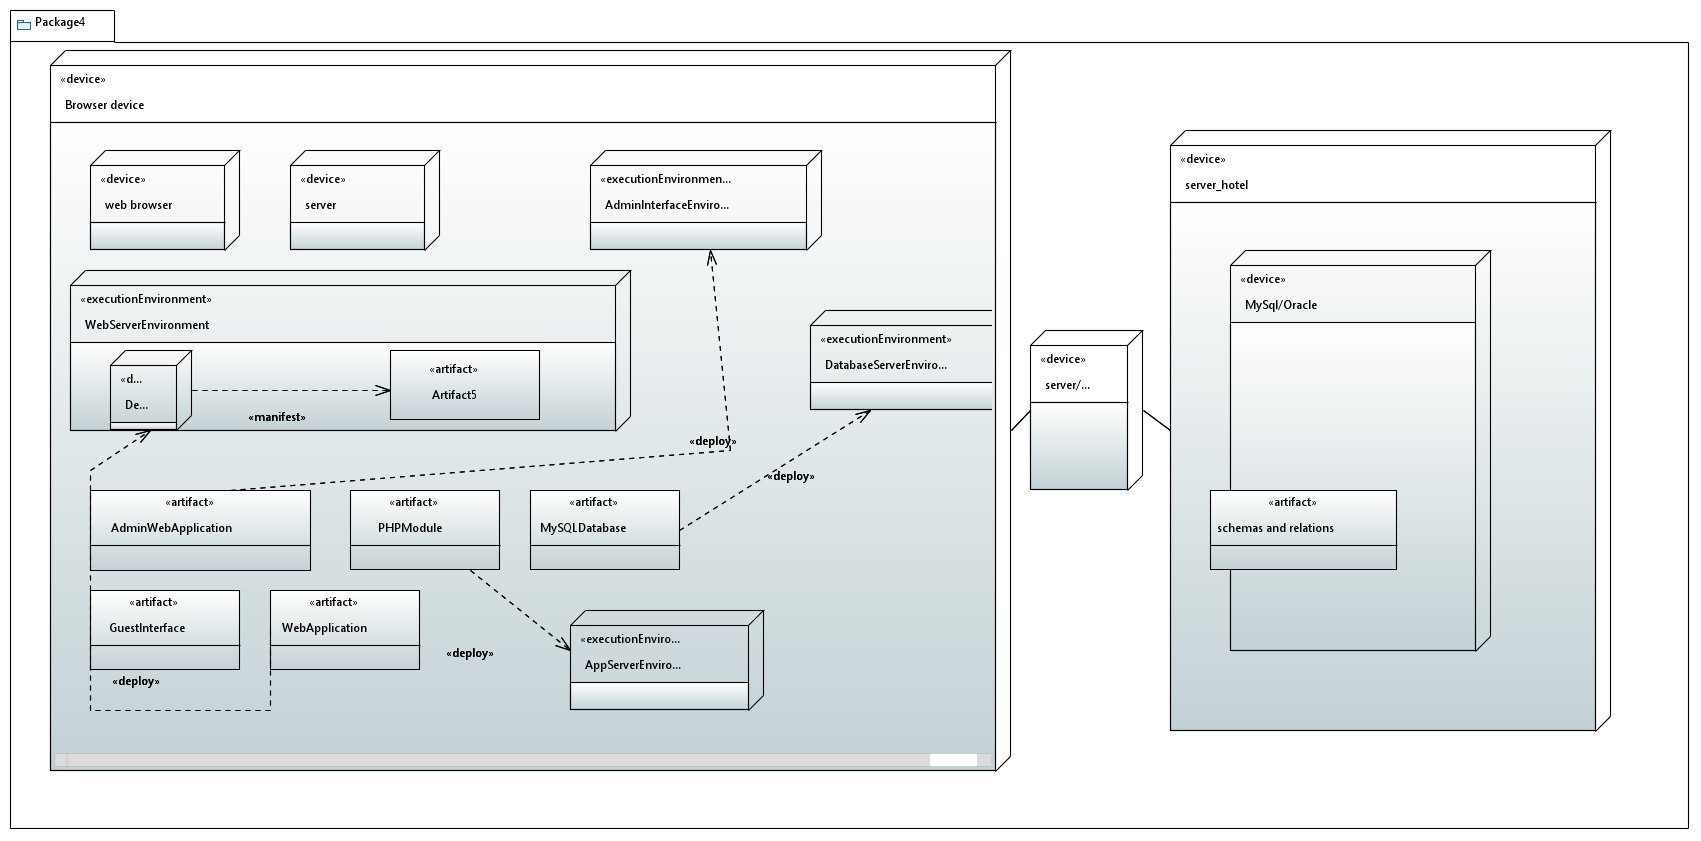 Package4
«device»
Browser device
«device»
web browser
«device»
server
«executionEnvironmen...
AdminInterfaceEnviro...
«executionEnvironment»
WebServerEnvironment
«d...
De...
«manifest»
«artifact»
Artifact5
«executionEnvironment»
DatabaseServerEnviro...
«deploy»
«deploy»
«artifact»
AdminWebApplication
«artifact»
PHPModule
«artifact»
MySQLDatabase
«artifact»
GuestInterface
«artifact»
WebApplication
«deploy»
«deploy»
«executionEnviro...
AppServerEnviro...
«device»
server/...
«device»
server_hotel
«device»
MySql/Oracle
«artifact»
schemas and relations